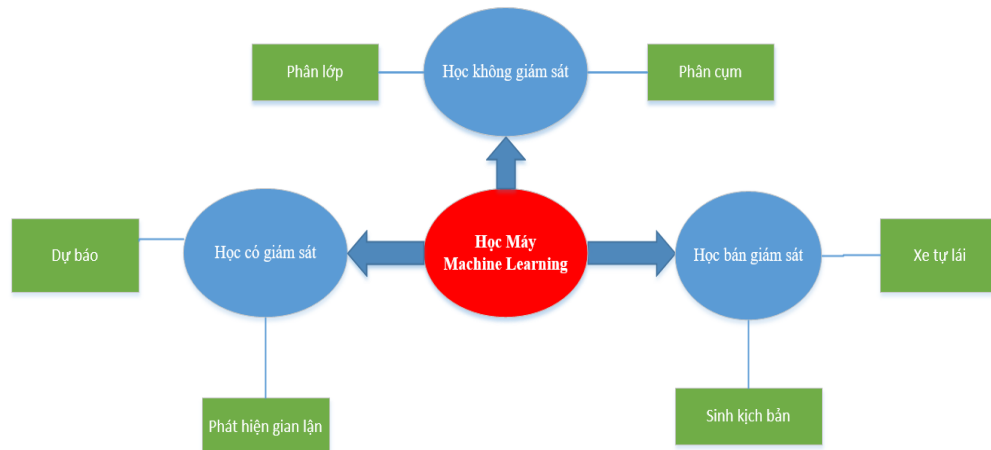 Phân lớp
Học không giám sát
Phân cụm
Dự báo
Học có giám sát
Học Máy
Machine Learning
Học bán giám sát
Xe tự lái
Phát hiện gian lận
Sinh kịch bản